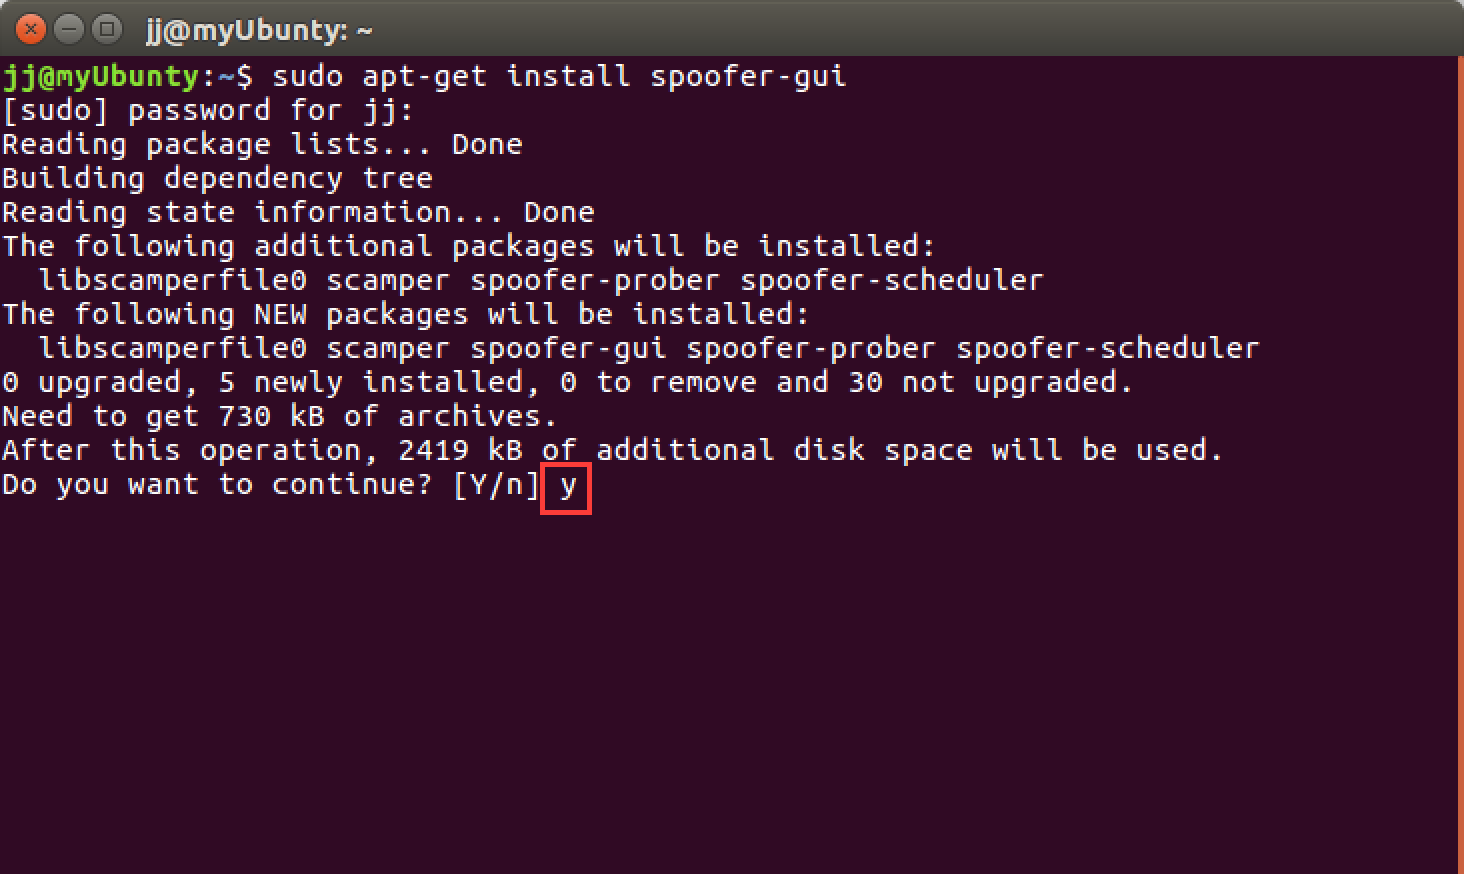 jj@myUbunty: ~
jj@myUbunty:~$ sudo apt-get install spoofer-gui
[sudo] password for jj:
Reading package lists... Done
Building dependency tree
Reading state information... Done
The following additional packages will be installed:
  libscamperfile0 scamper spoofer-prober spoofer-scheduler
The following NEW packages will be installed:
  libscamperfile0 scamper spoofer-gui spoofer-prober spoofer-scheduler
0 upgraded, 5 newly installed, 0 to remove and 30 not upgraded.
Need to get 730 kB of archives.
After this operation, 2419 kB of additional disk space will be used.
Do you want to continue? [Y/n] y